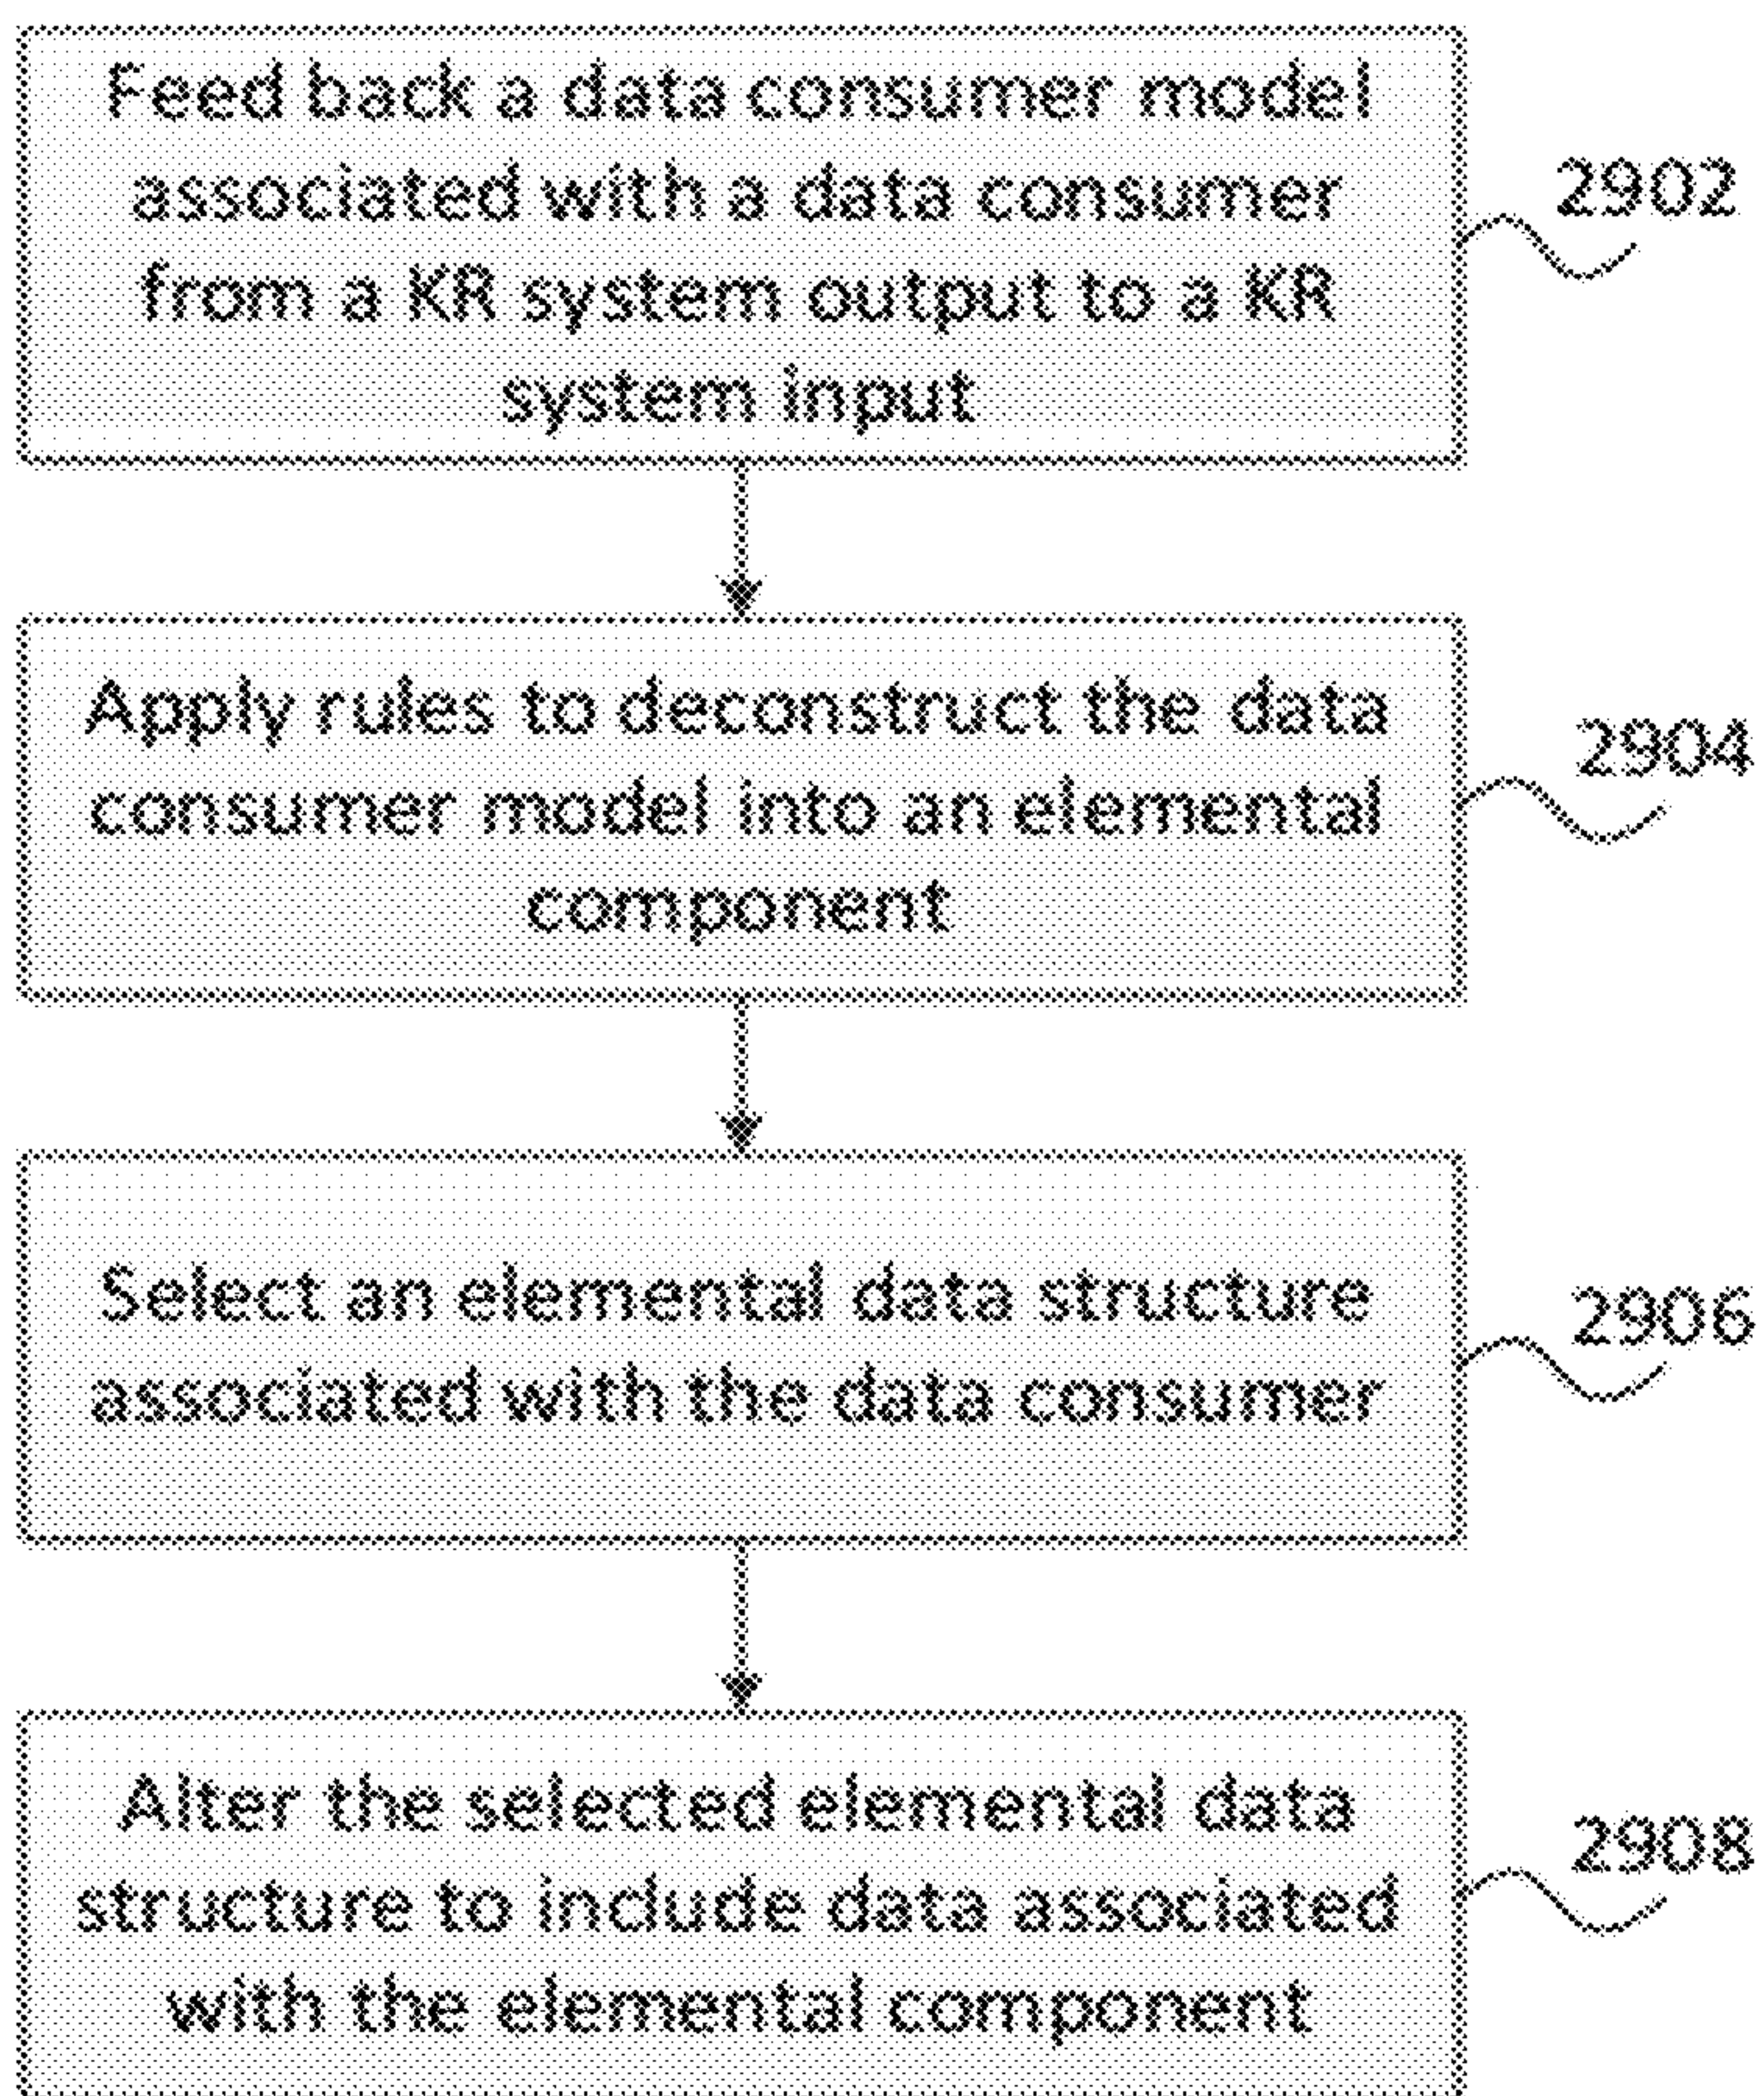 Feed back a data consumer model
associated with a data consumer
from a KR system output to a KR
system input
2902
Apply rules to deconstruct the data
consumer model into an elemental
component
2904
Select an elemental data structure
associated with the data consumer
2906
Alter the selected elemental data
structure to include data associated
with the elemental component
2908